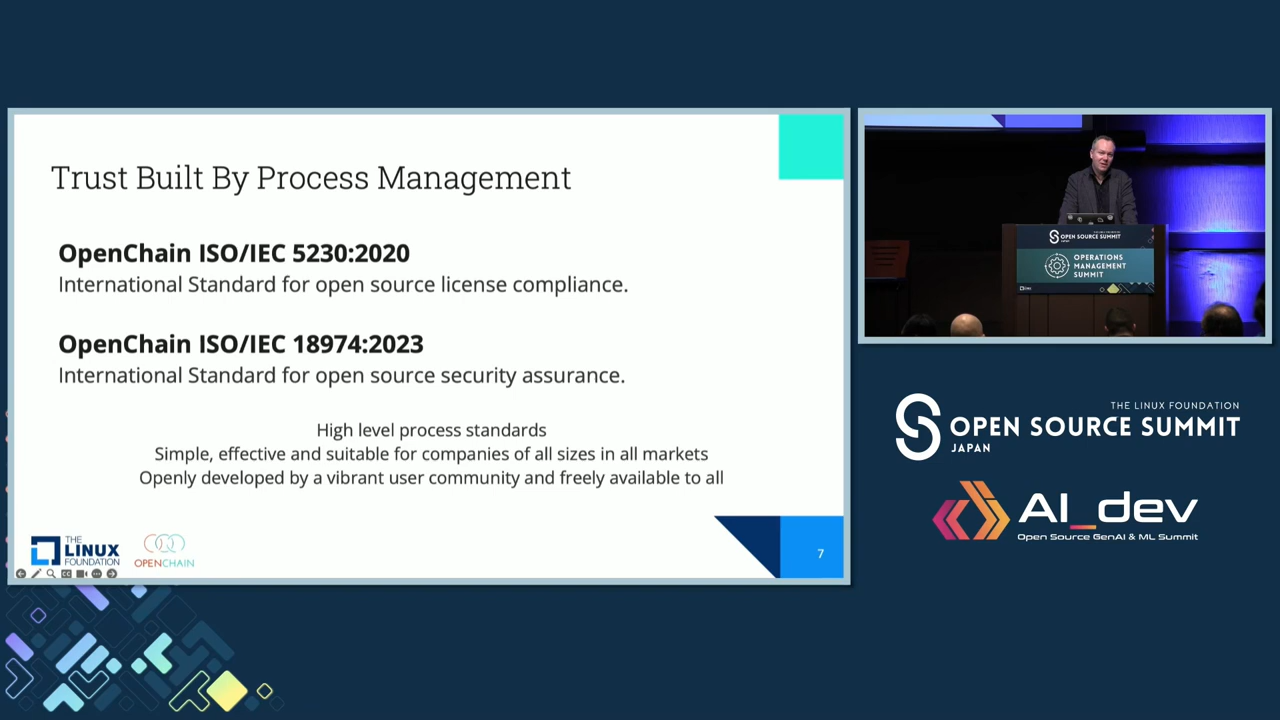 Trust Built By Process Management
OpenChain ISO/IEC 5230:2020
International Standard for open source license compliance.
OpenChain ISO/IEC 18974:2023
International Standard for open source security assurance.
High level process standards
Simple, effective and suitable for companies of all sizes in all markets
Openly developed by a vibrant user community and freely available to all
THE
LINUX
FOUNDATION
OPENCHAIN
7
OPEN SOURCE SUMMIT
OPERATIONS
MANAGEMENT
SUMMIT
THE LINUX FOUNDATION
OPEN SOURCE SUMMIT
JAPAN
AI_dev
Open Source GenAI & ML Summit